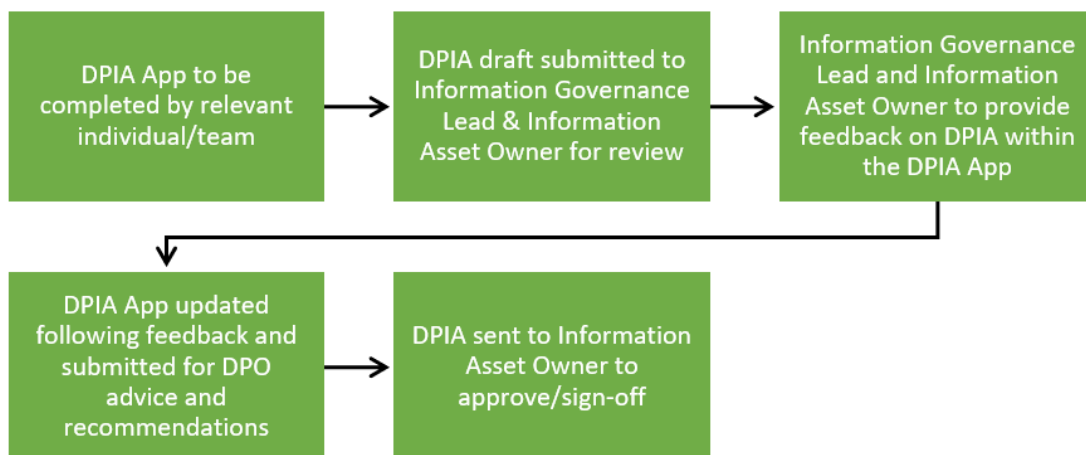 DPIA App to be
completed by relevant
individual/team
DPIA draft submitted to
Information Governance
Lead & Information
Asset Owner for review
Information Governance
Lead and Information
Asset Owner to provide
feedback on DPIA within
the DPIA App
DPIA App updated
following feedback and
submitted for DPO
advice and
recommendations
DPIA sent to Information
Asset Owner to
approve/sign-off